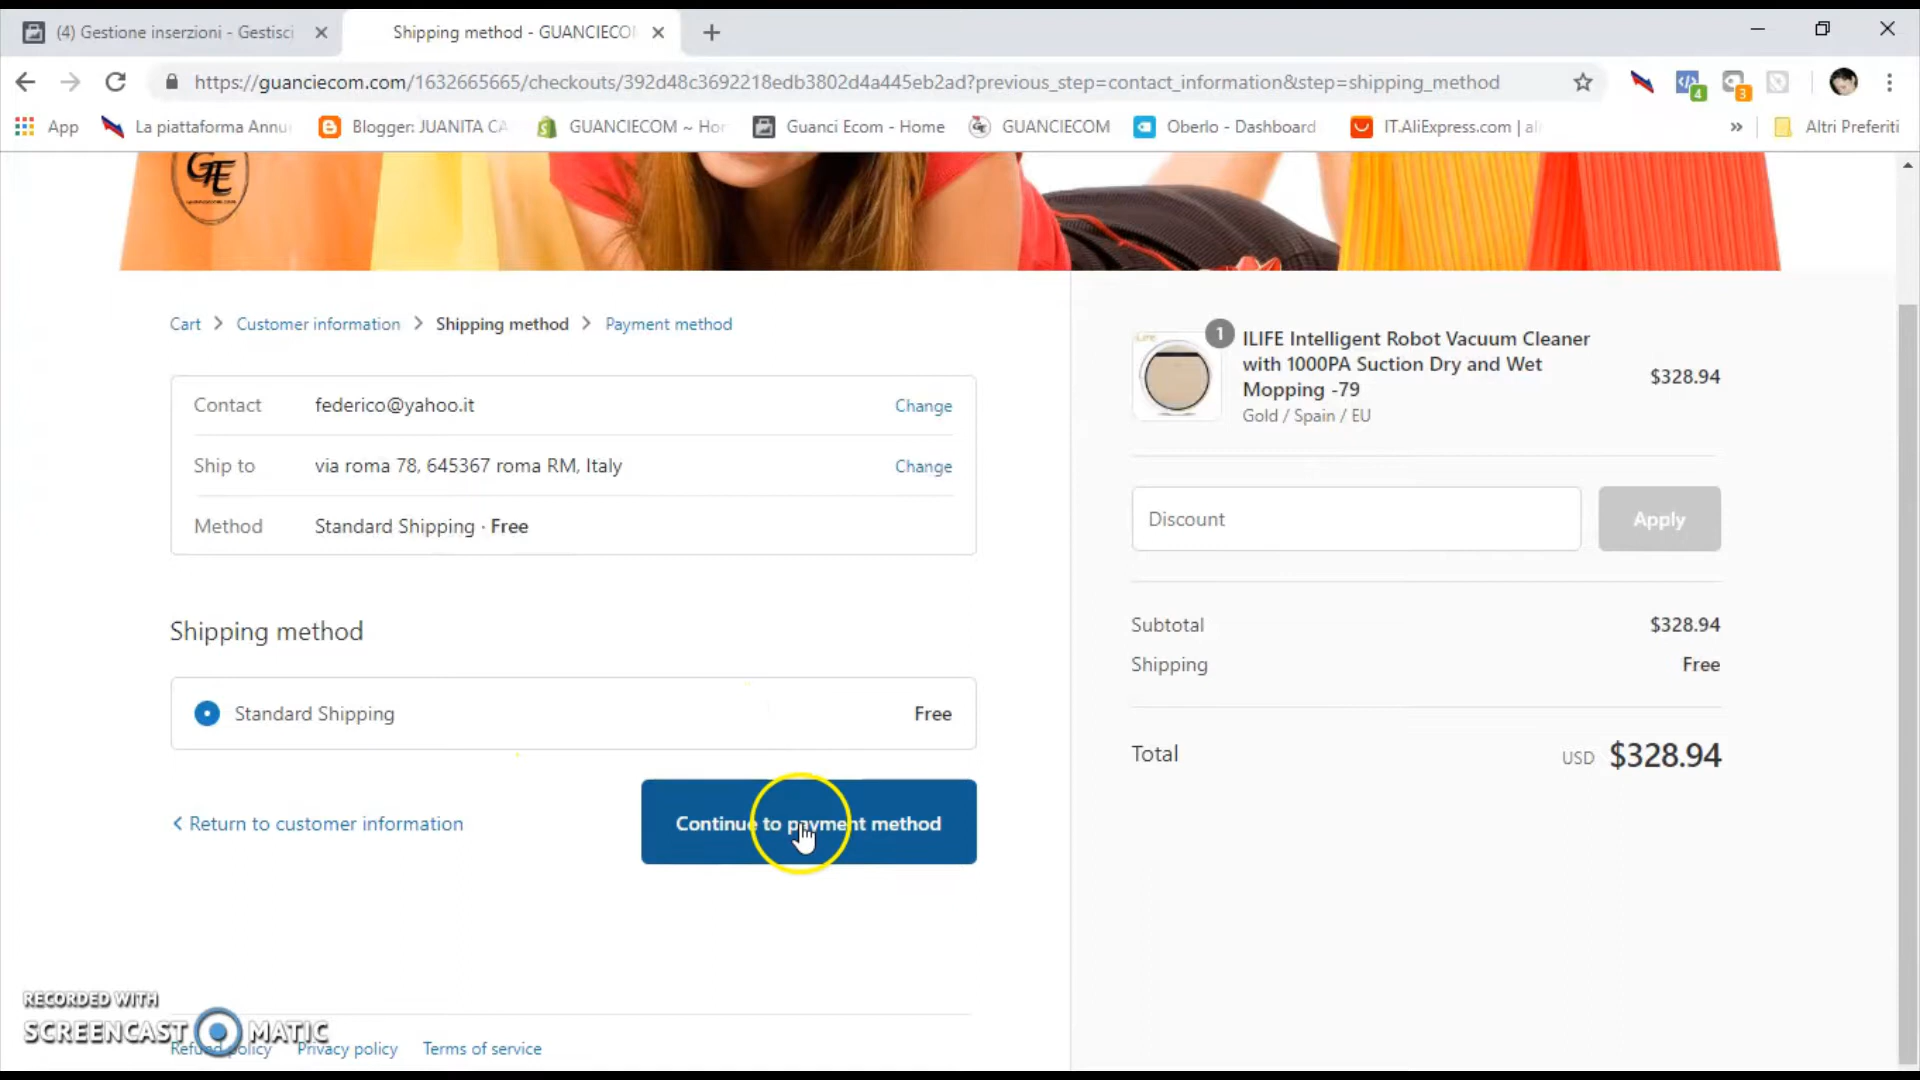 (4) Gestione inserzioni - Gestisci
Shipping method - GUANCIECOM
https://guanciecom.com/1632665665/checkouts/392d48c3692218edb3802d4a445eb2ad?previous_step=contact_information&step=shipping_method
4
3
App
La piattaforma Annu
Blogger: JUANITA CA
GUANCIECOM ~ Hor
Guanci Ecom - Home
GUANCIECOM
Oberlo - Dashboard
IT.AliExpress.com | ali
»
Altri Preferiti
Cart > Customer information > Shipping method > Payment method
Contact federico@yahoo.it Change
Ship to via roma 78, 645367 roma RM, Italy Change
Method Standard Shipping · Free
Shipping method
Standard Shipping Free
Return to customer information
Continue to payment method
Refund policy Privacy policy Terms of service
1
ILIFE Intelligent Robot Vacuum Cleaner
with 1000PA Suction Dry and Wet
Mopping -79
Gold / Spain / EU
$328.94
Discount Apply
Subtotal $328.94
Shipping Free
Total USD $328.94
RECORDED WITH
SCREENCAST MATIC